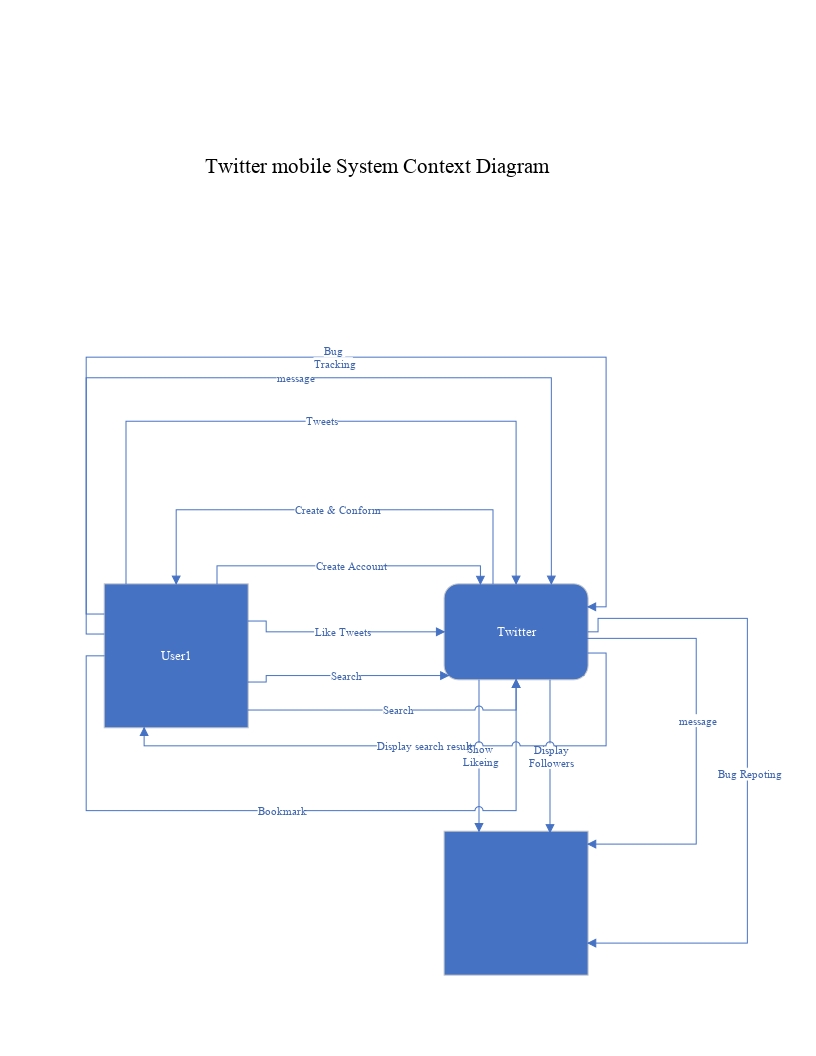 Twitter mobile System Context Diagram
Bug
Tracking
message
Tweets
Create & Conform
Create Account
Like Tweets
Twitter
User1
Search
Search
message
Display search result
Show
Likeing
Display
Followers
Bug Repoting
Bookmark